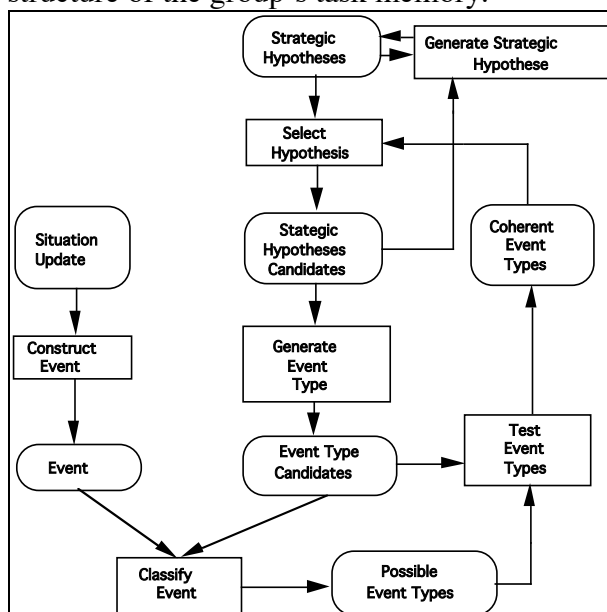 structure of the group's task memory.
Strategic
Hypotheses
Generate Strategic
Hypothese
Select
Hypothesis
Situation
Update
Stategic
Hypotheses
Candidates
Coherent
Event
Types
Construct
Event
Generate
Event
Type
Event
Event Type
Candidates
Test
Event
Types
Classify
Event
Possible
Event Types